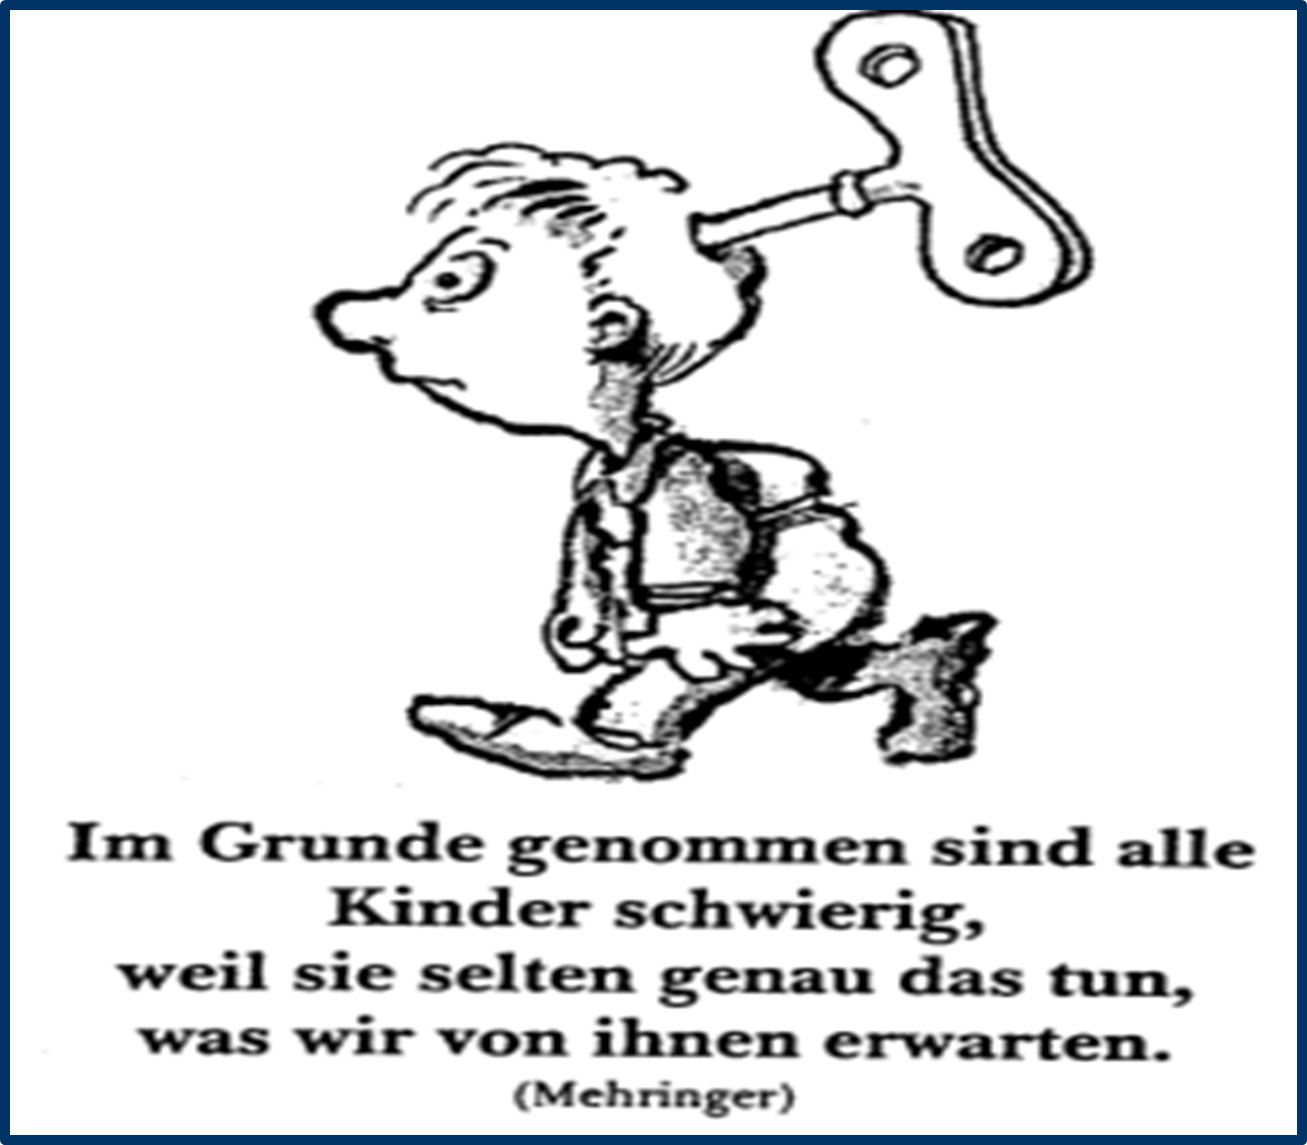 Im Grunde genommen sind alle
Kinder schwierig,
weil sie selten genau das tun,
was wir von ihnen erwarten.
(Mehringer)